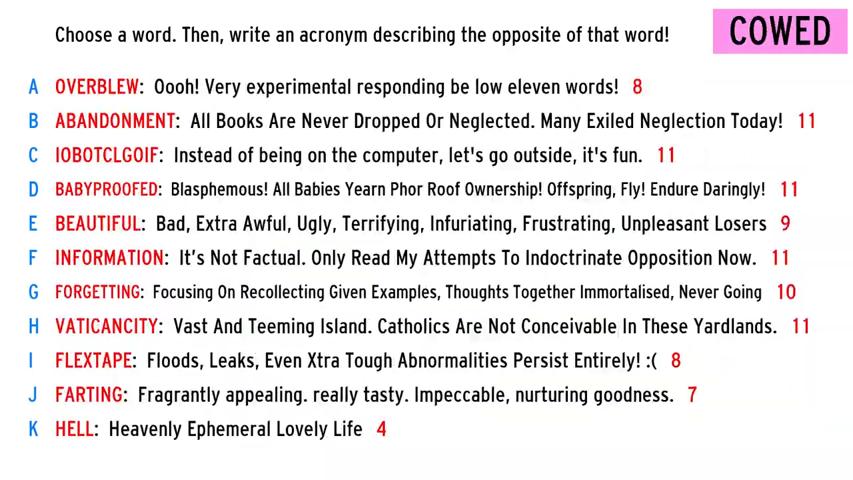 Choose a word. Then, write an acronym describing the opposite of that word!
COWED
A OVERBLEW: Oooh! Very experimental responding be low eleven words! 8
B ABANDONMENT: All Books Are Never Dropped Or Neglected. Many Exiled Neglection Today! 11
C IOBOTCLGOIF: Instead of being on the computer, let's go outside, it's fun. 11
D BABYPROOFED: Blasphemous! All Babies Yearn Phor Roof Ownership! Offspring, Fly! Endure Daringly! 11
E BEAUTIFUL: Bad, Extra Awful, Ugly, Terrifying, Infuriating, Frustrating, Unpleasant Losers 9
F INFORMATION: It's Not Factual. Only Read My Attempts To Indoctrinate Opposition Now. 11
G FORGETTING: Focusing On Recollecting Given Examples, Thoughts Together Immortalised, Never Going 10
H VATICANCITY: Vast And Teeming Island. Catholics Are Not Conceivable In These Yardlands. 11
I FLEXTAPE: Floods, Leaks, Even Xtra Tough Abnormalities Persist Entirely! :( 8
J FARTING: Fragrantly appealing. really tasty. Impeccable, nurturing goodness. 7
K HELL: Heavenly Ephemeral Lovely Life 4